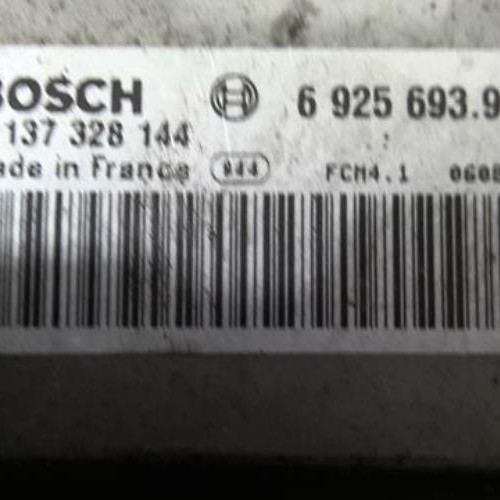 BOSCH 6 925 693.9
137 328 144
ade in France 044 FCM4.1 060